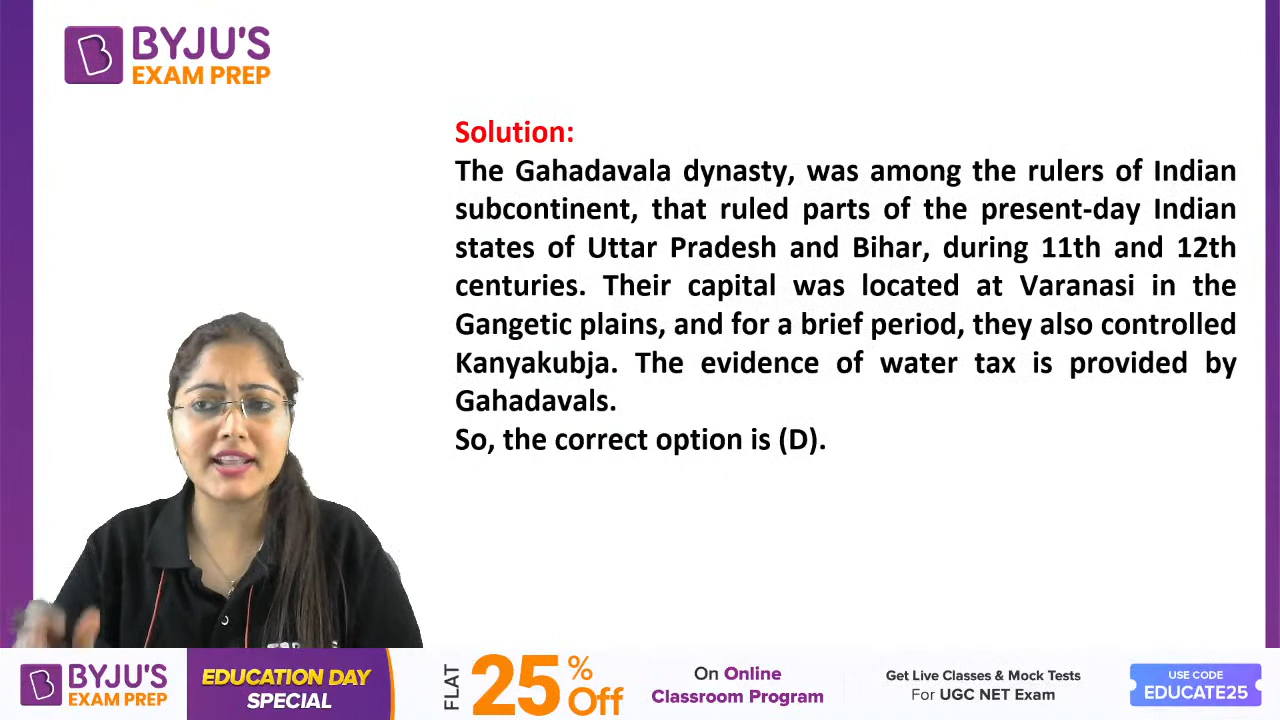 BYJU'S
EXAM PREP
Solution:
The Gahadavala dynasty, was among the rulers of Indian
subcontinent, that ruled parts of the present-day Indian
states of Uttar Pradesh and Bihar, during 11th and 12th
centuries. Their capital was located at Varanasi in the
Gangetic plains, and for a brief period, they also controlled
Kanyakubja. The evidence of water tax is provided by
Gahadavals.
So, the correct option is (D).
BYJU'S
EXAM PREP
EDUCATION DAY
SPECIAL
FLAT
25% Off
On Online
Classroom Program
Get Live Classes & Mock Tests
For UGC NET Exam
USE CODE
EDUCATE25